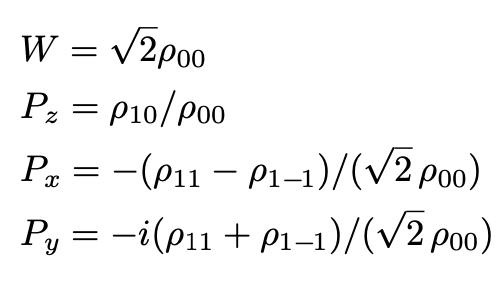 W = √2ρ₀₀
P_z = ρ₁₀/ρ₀₀
P_x = −(ρ₁₁ − ρ₁₋₁)/(√2 ρ₀₀)
P_y = −i(ρ₁₁ + ρ₁₋₁)/(√2 ρ₀₀)